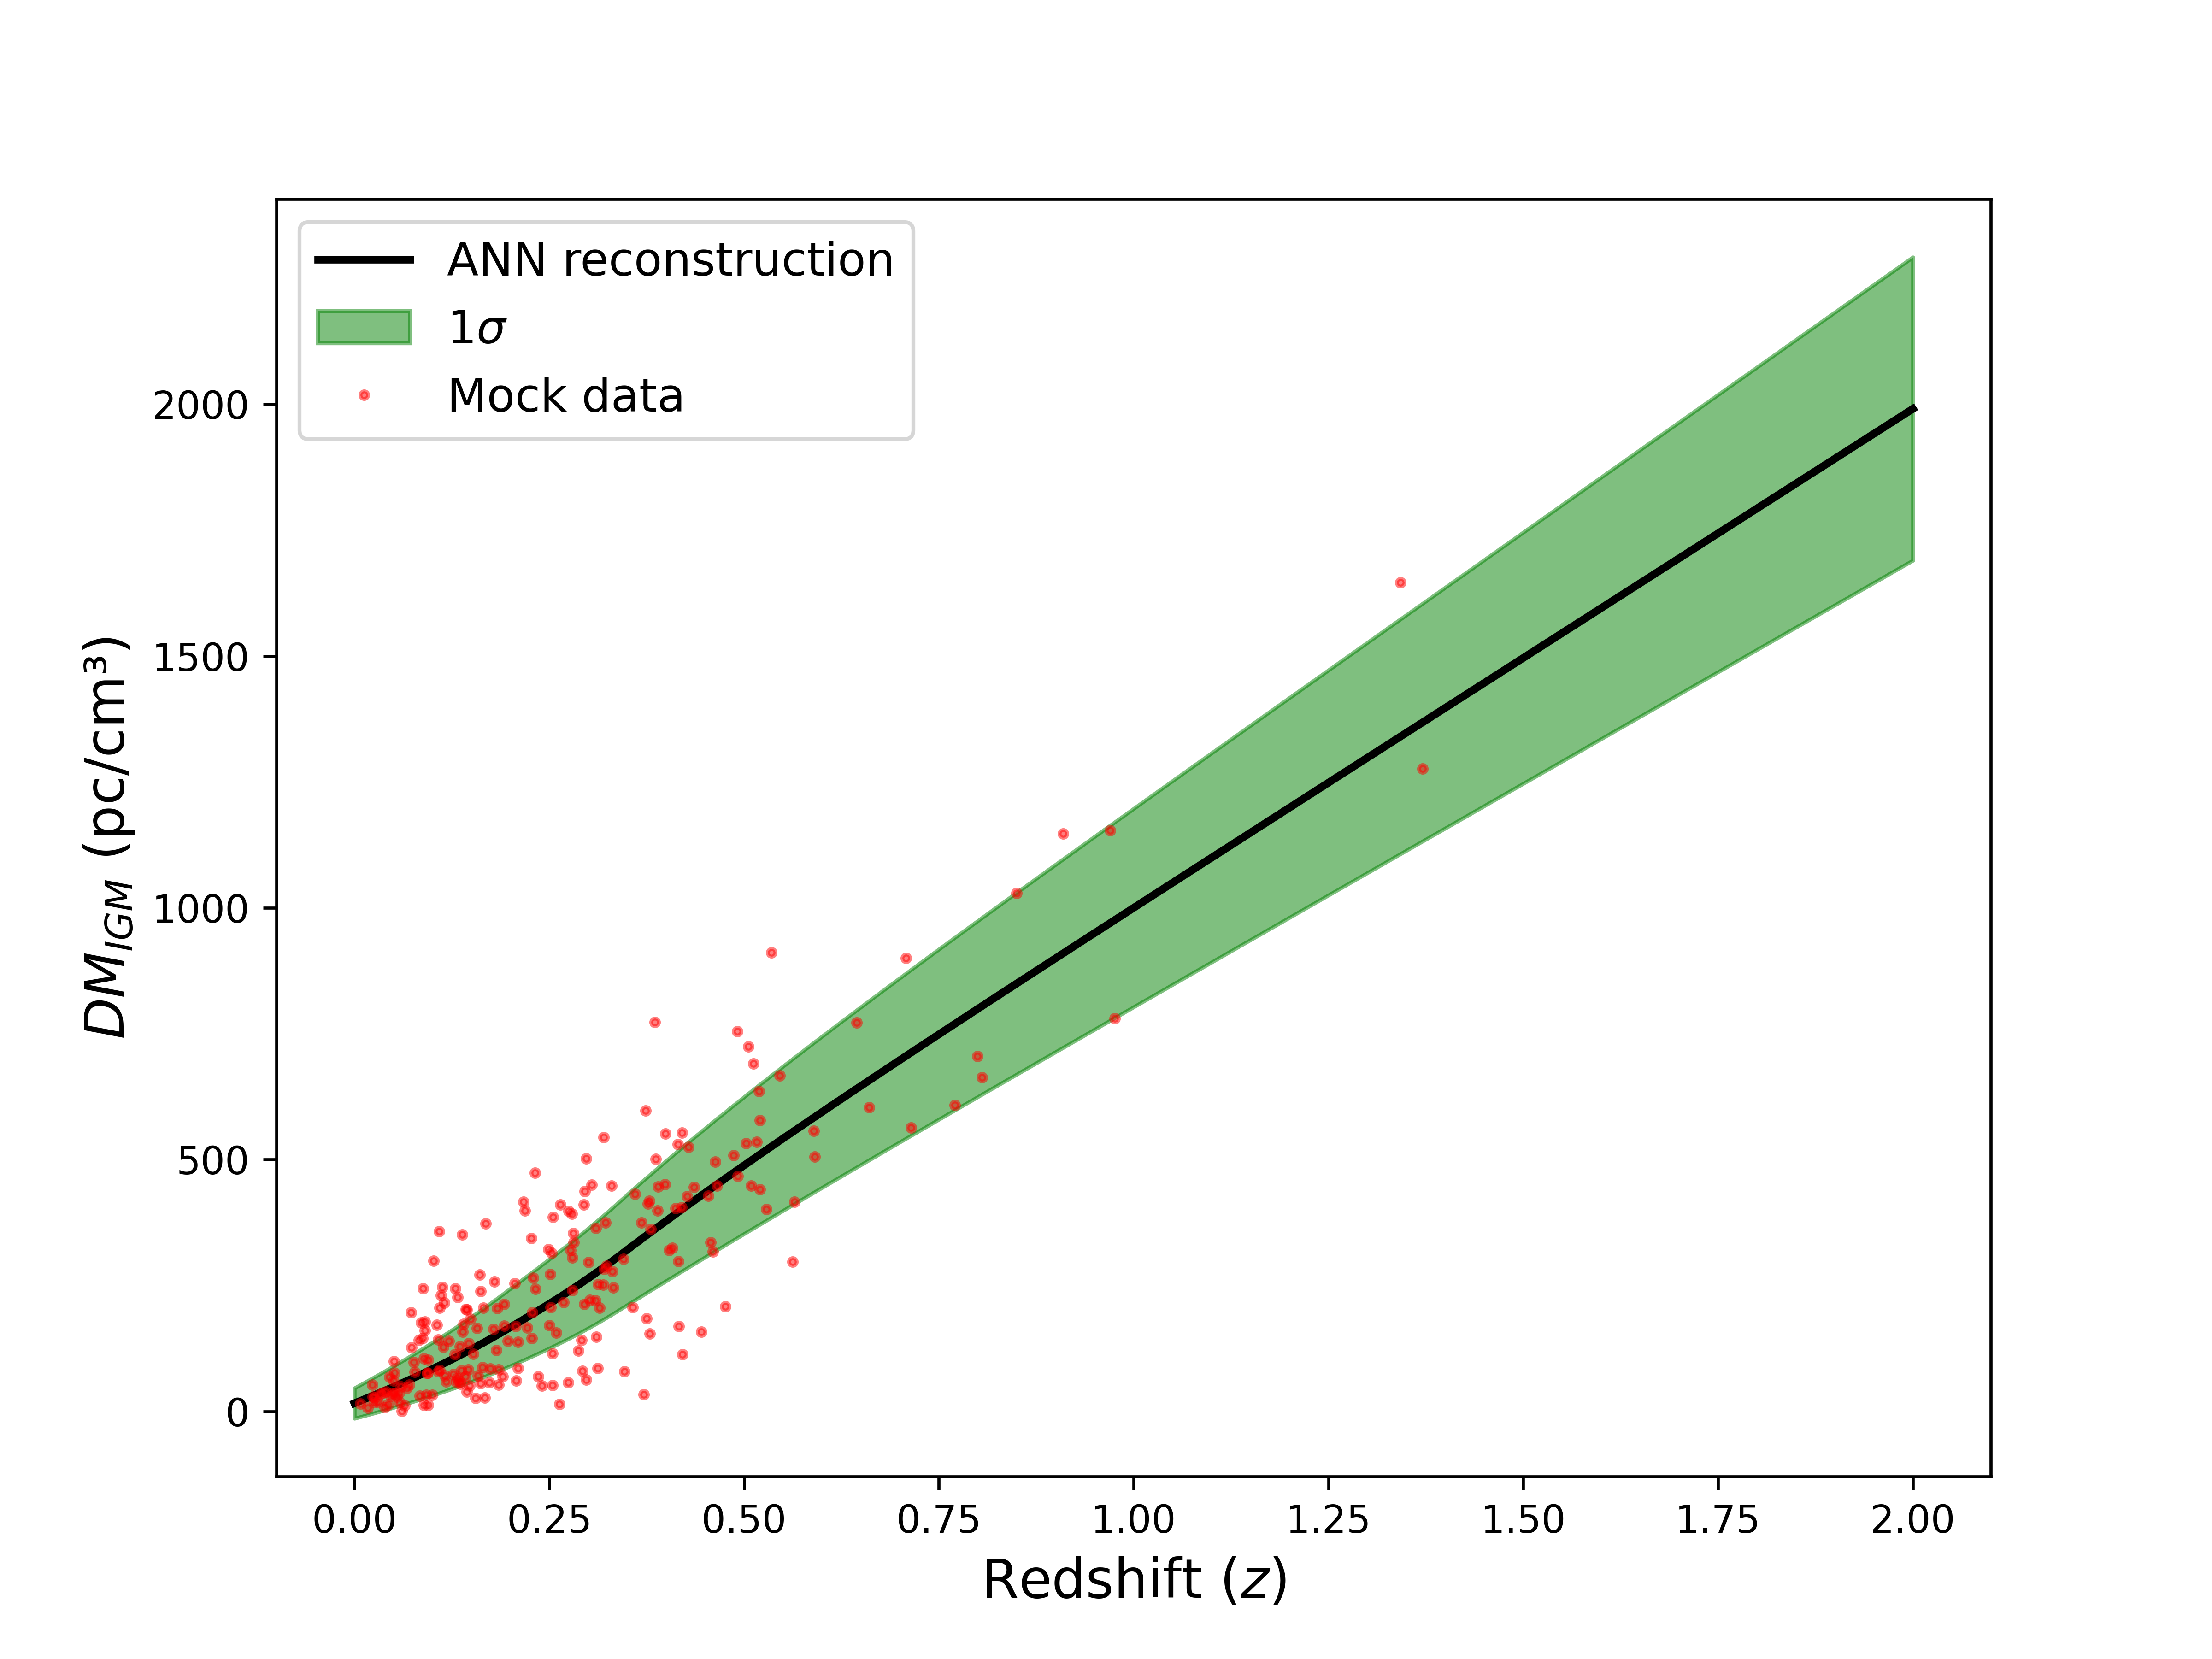 ANN reconstruction
1σ
Mock data
2000
1500
1000
500
0
DM_IGM (pc/cm³)
0.00 0.25 0.50 0.75 1.00 1.25 1.50 1.75 2.00
Redshift (z)